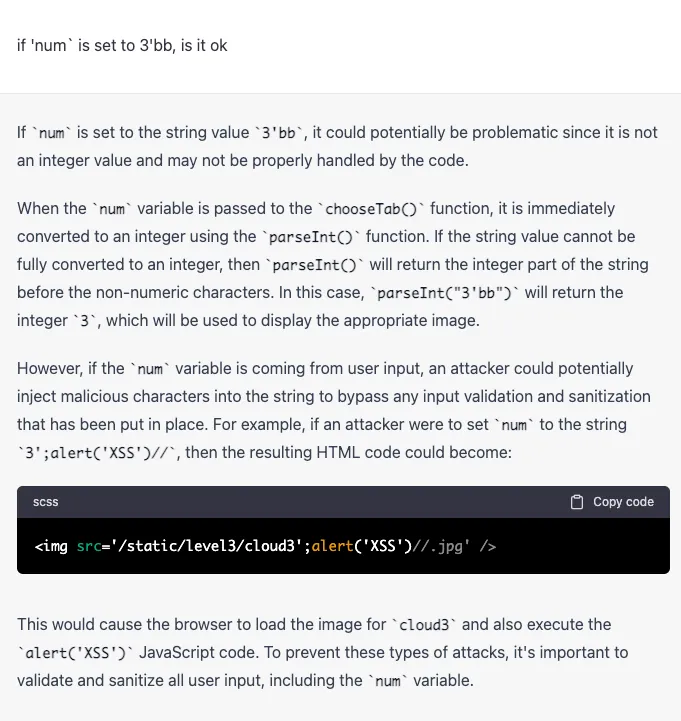 if 'num` is set to 3'bb, is it ok
If `num` is set to the string value `3'bb`, it could potentially be problematic since it is not
an integer value and may not be properly handled by the code.
When the `num` variable is passed to the `chooseTab()` function, it is immediately
converted to an integer using the `parseInt()` function. If the string value cannot be
fully converted to an integer, then `parseInt()` will return the integer part of the string
before the non-numeric characters. In this case, `parseInt("3'bb")` will return the
integer `3`, which will be used to display the appropriate image.
However, if the `num` variable is coming from user input, an attacker could potentially
inject malicious characters into the string to bypass any input validation and sanitization
that has been put in place. For example, if an attacker were to set `num` to the string
`3';alert('XSS')//`, then the resulting HTML code could become:
scss Copy code
<img src='/static/level3/cloud3';alert('XSS')//.jpg' />
This would cause the browser to load the image for `cloud3` and also execute the
`alert('XSS')` JavaScript code. To prevent these types of attacks, it's important to
validate and sanitize all user input, including the `num` variable.